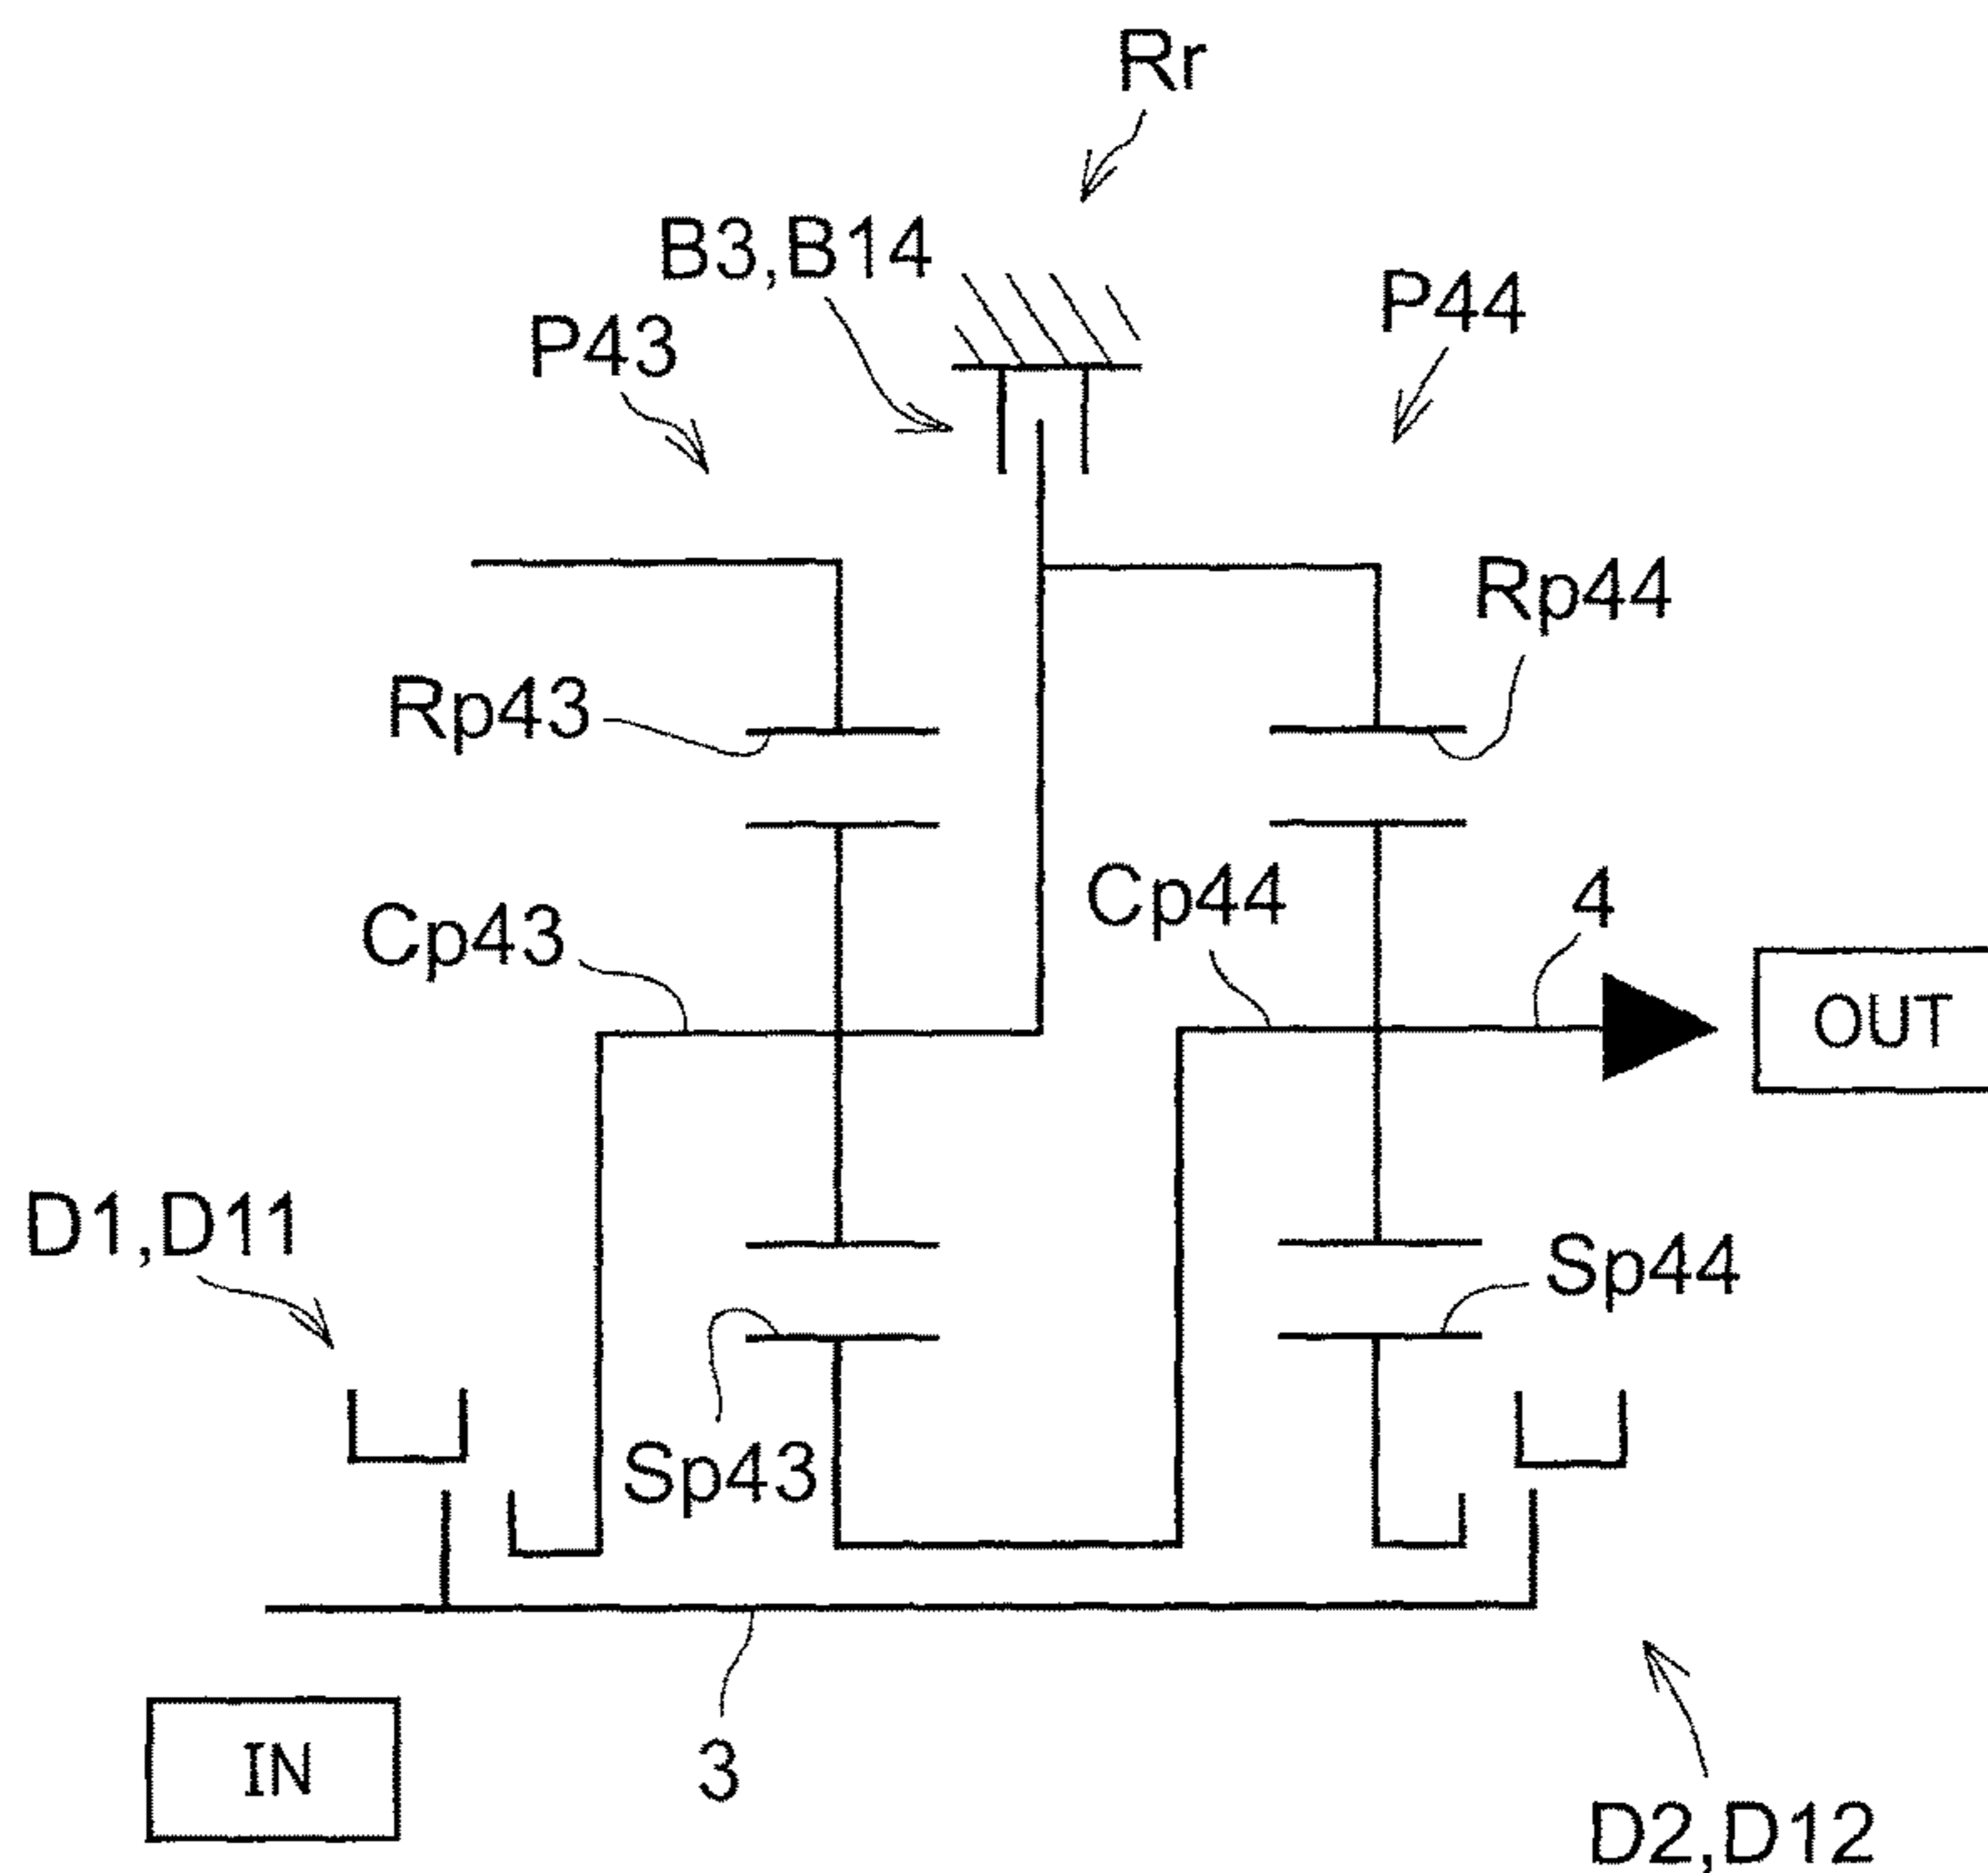 Rr
B3,B14
P44
P43
Rp44
Rp43
Cp44
4
Cp43
OUT
D1,D11
Sp44
Sp43
3
IN
D2,D12